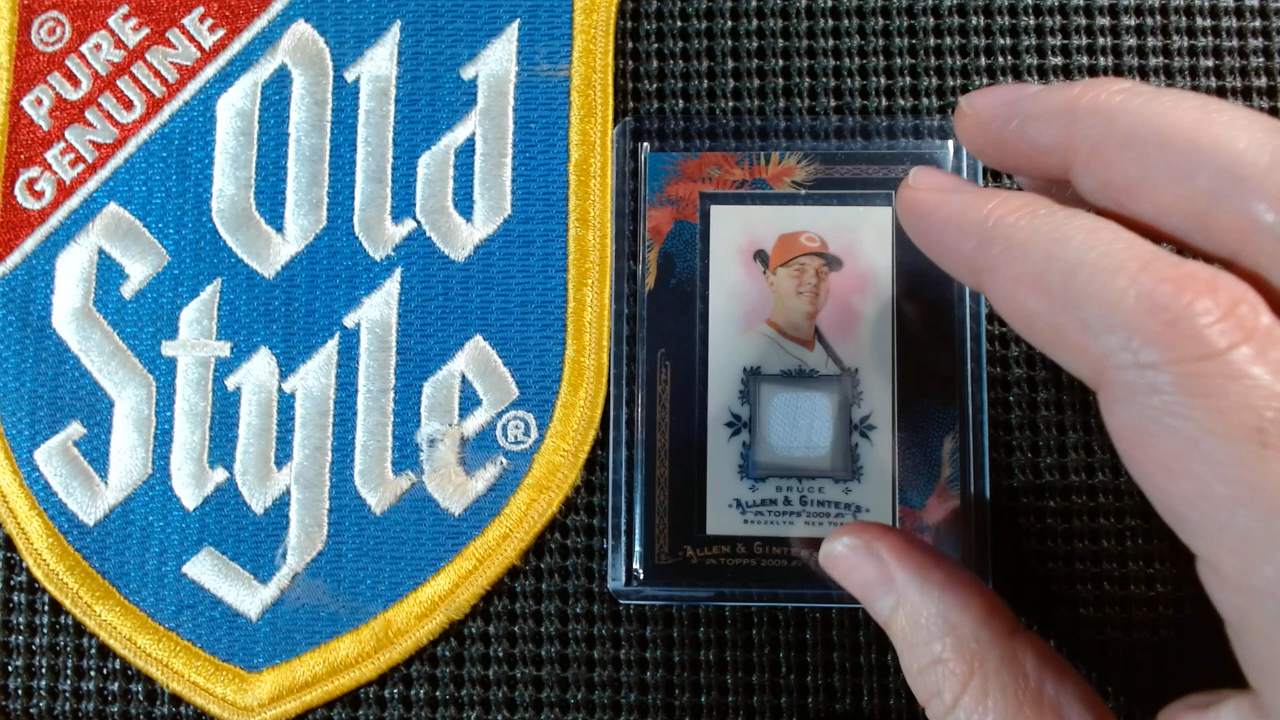 ©
PURE
GENUINE
Old
Style®
C
BRUCE
ALLEN & GINTER'S
TOPPS 2009
BROOKLYN, NEW YORK
ALLEN & GINTER'S
TOPPS 2009